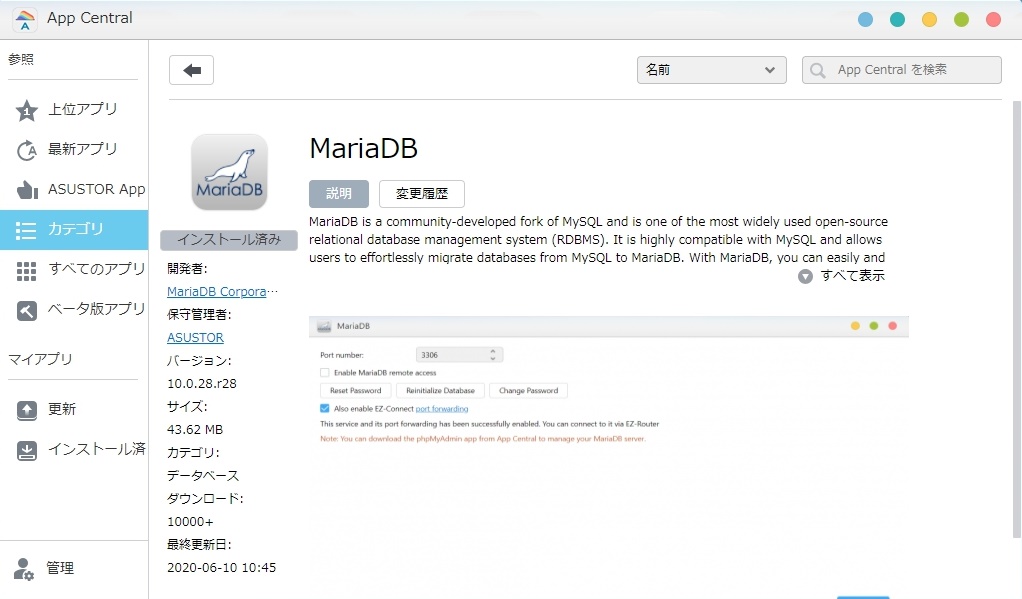 App Central
参照
上位アプリ
最新アプリ
ASUSTOR App
カテゴリ
すべてのアプリ
ベータ版アプリ
マイアプリ
更新
インストール済
管理
名前
App Central を検索
MariaDB
インストール済み
開発者:
MariaDB Corpora…
保守管理者:
ASUSTOR
バージョン:
10.0.28.r28
サイズ:
43.62 MB
カテゴリ:
データベース
ダウンロード:
10000+
最終更新日:
2020-06-10 10:45
MariaDB
説明 変更履歴
MariaDB is a community-developed fork of MySQL and is one of the most widely used open-source
relational database management system (RDBMS). It is highly compatible with MySQL and allows
users to effortlessly migrate databases from MySQL to MariaDB. With MariaDB, you can easily and
すべて表示
MariaDB
Port number: 3306
Enable MariaDB remote access
Reset Password Reinitialize Database Change Password
Also enable EZ-Connect port forwarding
This service and its port forwarding has been successfully enabled. You can connect to it via EZ-Router
Note: You can download the phpMyAdmin app from App Central to manage your MariaDB server.